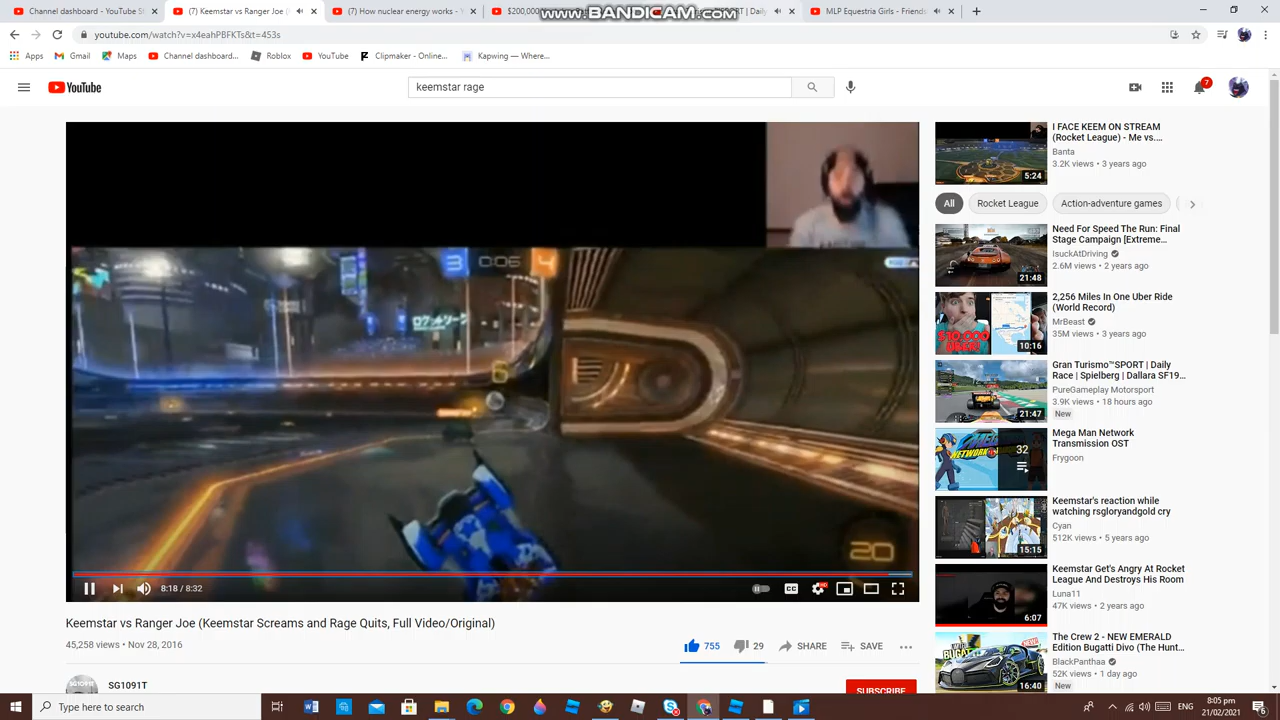 Channel dashboard - YouTube S
(7) Keemstar vs Ranger Joe (
(7) How nuclear energy works -
$200,000
Daily
MLP Equestria Girls - Friendu
www.BANDICAM.com
youtube.com/watch?v=x4eahPBFKTs&t=453s
Apps
Gmail
Maps
Channel dashboard...
Roblox
YouTube
Clipmaker - Online...
Kapwing — Where...
YouTube
keemstar rage
7
0:06
4
20
8:18 / 8:32
CC
HD
Keemstar vs Ranger Joe (Keemstar Screams and Rage Quits, Full Video/Original)
45,258 views • Nov 28, 2016
755
29
SHARE
SAVE
SG1091T
SUBSCRIBE
I FACE KEEM ON STREAM
(Rocket League) - Me vs....
Banta
3.2K views • 3 years ago
5:24
All
Rocket League
Action-adventure games
Need For Speed The Run: Final
Stage Campaign [Extreme...
IsuckAtDriving
2.6M views • 2 years ago
21:48
2,256 Miles In One Uber Ride
(World Record)
MrBeast
35M views • 3 years ago
$10,000
UBER!
10:16
Gran Turismo™SPORT | Daily
Race | Spielberg | Dallara SF19...
PureGameplay Motorsport
3.9K views • 18 hours ago
New
21:47
Mega Man Network
Transmission OST
Frygoon
32
Keemstar's reaction while
watching rsgloryandgold cry
Cyan
512K views • 5 years ago
15:15
Keemstar Get's Angry At Rocket
League And Destroys His Room
Luna11
47K views • 2 years ago
6:07
The Crew 2 - NEW EMERALD
Edition Bugatti Divo (The Hunt...
BlackPanthaa
52K views • 1 day ago
New
16:40
Type here to search
ENG
8:05 pm
21/02/2021